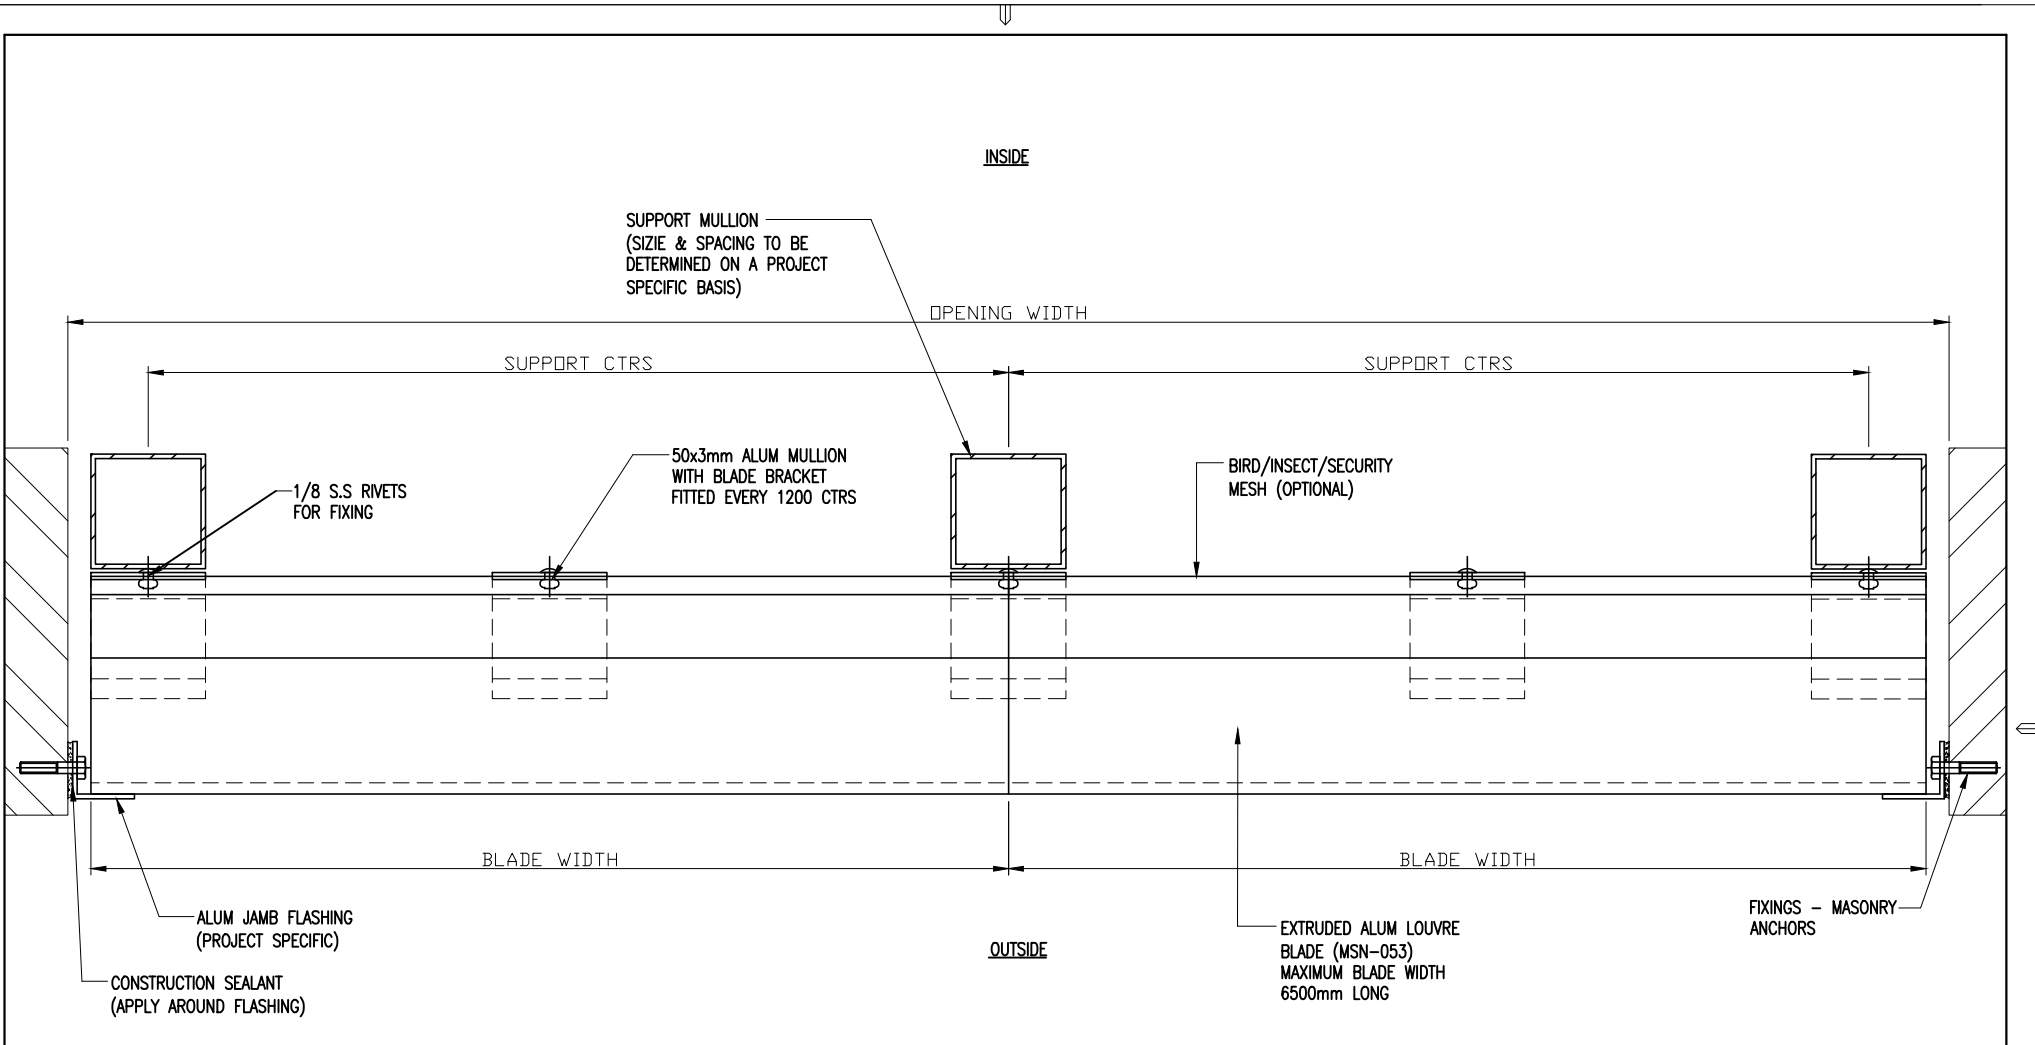 INSIDE
SUPPORT MULLION
(SIZIE & SPACING TO BE
DETERMINED ON A PROJECT
SPECIFIC BASIS)
OPENING WIDTH
SUPPORT CTRS
SUPPORT CTRS
1/8 S.S RIVETS
FOR FIXING
50x3mm ALUM MULLION
WITH BLADE BRACKET
FITTED EVERY 1200 CTRS
BIRD/INSECT/SECURITY
MESH (OPTIONAL)
BLADE WIDTH
BLADE WIDTH
ALUM JAMB FLASHING
(PROJECT SPECIFIC)
CONSTRUCTION SEALANT
(APPLY AROUND FLASHING)
OUTSIDE
EXTRUDED ALUM LOUVRE
BLADE (MSN-053)
MAXIMUM BLADE WIDTH
6500mm LONG
FIXINGS - MASONRY
ANCHORS